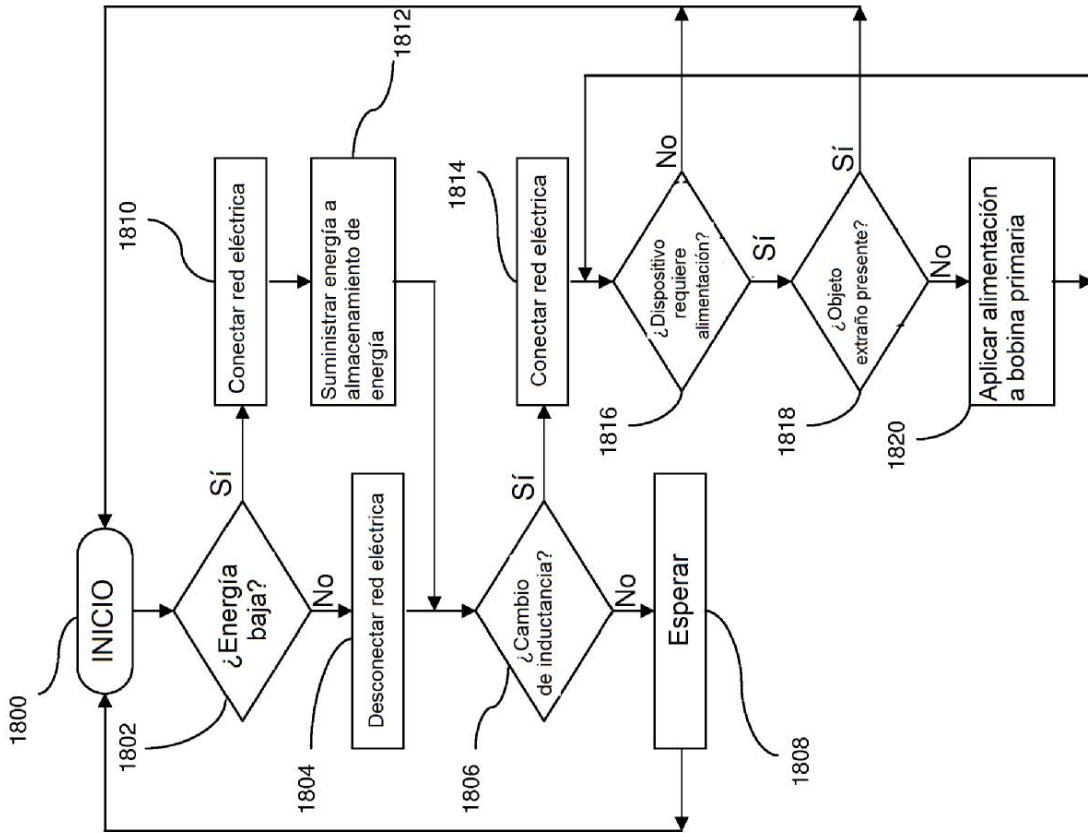 1800
INICIO
1802
¿Energía
baja?
Sí
No
1810
Conectar red eléctrica
1812
Suministrar energía a
almacenamiento de
energía
1804
Desconectar red eléctrica
1806
¿Cambio
de inductancia?
Sí
No
1808
Esperar
1814
Conectar red eléctrica
1816
¿Dispositivo
requiere
alimentación?
No
Sí
1818
¿Objeto
extraño presente?
Sí
No
1820
Aplicar alimentación
a bobina primaria